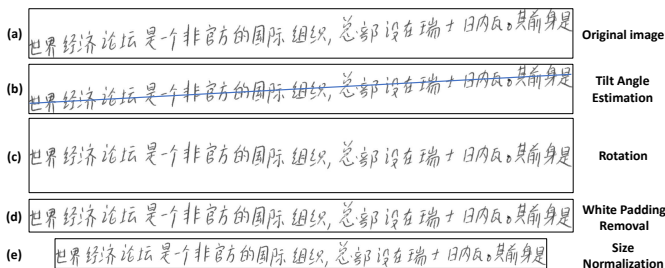 (a) 世界经济论坛是一个非官方的国际组织,总部设在瑞士日内瓦。其前身是 Original image
(b) 世界经济论坛是一个非官方的国际组织,总部设在瑞士日内瓦。其前身是 Tilt Angle
Estimation
(c) 世界经济论坛是一个非官方的国际组织,总部设在瑞士日内瓦。其前身是 Rotation
(d) 世界经济论坛是一个非官方的国际组织,总部设在瑞士日内瓦。其前身是 White Padding
Removal
(e) 世界经济论坛是一个非官方的国际组织,总部设在瑞士日内瓦。其前身是 Size
Normalization